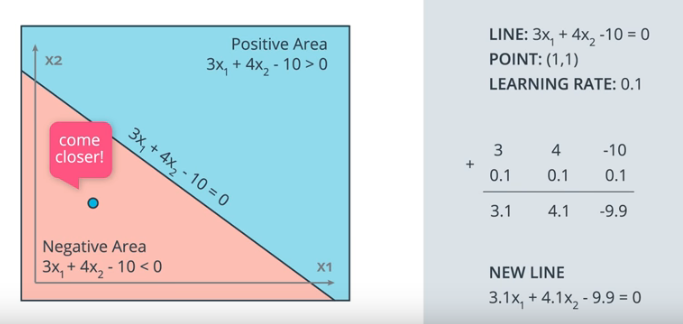 Positive Area
3x₁ + 4x₂ - 10 > 0
X2
come
closer!
3x₁ + 4x₂ - 10 = 0
Negative Area
3x₁ + 4x₂ - 10 < 0
X1
LINE: 3x₁ + 4x₂ -10 = 0
POINT: (1,1)
LEARNING RATE: 0.1
3 4 -10
+
0.1 0.1 0.1
3.1 4.1 -9.9
NEW LINE
3.1x₁ + 4.1x₂ - 9.9 = 0